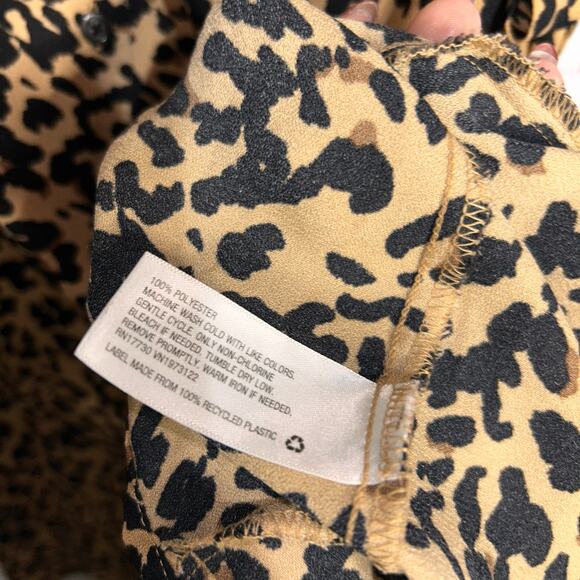 100% POLYESTER
MACHINE WASH COLD WITH LIKE COLORS.
GENTLE CYCLE. ONLY NON-CHLORINE
BLEACH IF NEEDED. TUMBLE DRY LOW.
REMOVE PROMPTLY. WARM IRON IF NEEDED.
RN17730 VN1973122
LABEL MADE FROM 100% RECYCLED PLASTIC